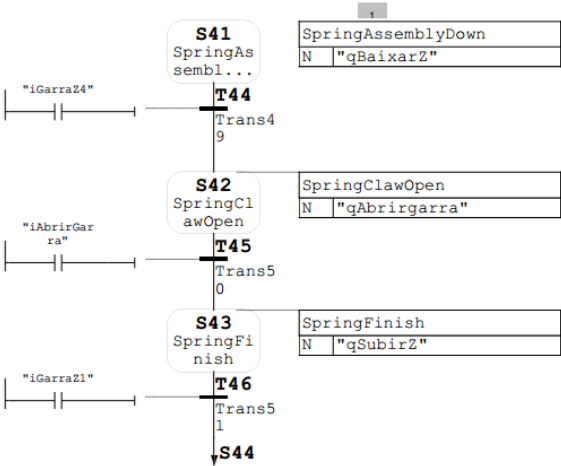 1
S41
SpringAs
sembl...
SpringAssemblyDown
N "qBaixarZ"
"iGarraZ4"
T44
Trans4
9
S42
SpringCl
awOpen
SpringClawOpen
N "qAbrirgarra"
"iAbrirGar
ra"
T45
Trans5
0
S43
SpringFi
nish
SpringFinish
N "qSubirZ"
"iGarraZ1"
T46
Trans5
1
S44